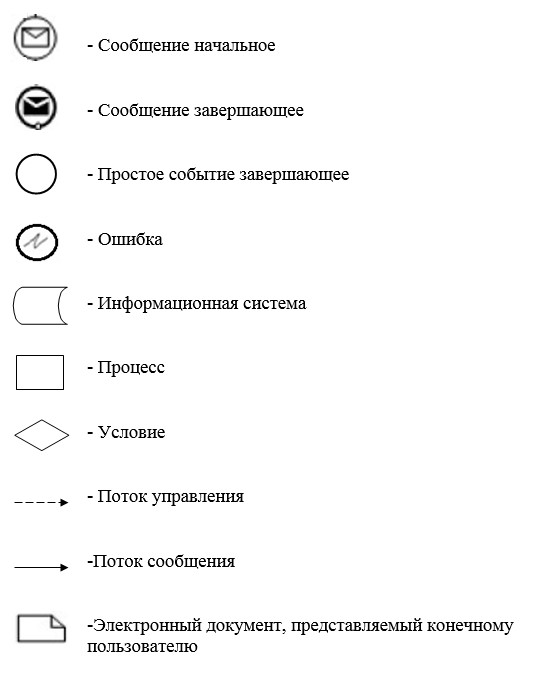 - Сообщение начальное
- Сообщение завершающее
- Простое событие завершающее
- Ошибка
- Информационная система
- Процесс
- Условие
- Поток управления
-Поток сообщения
-Электронный документ, представляемый конечному
пользователю